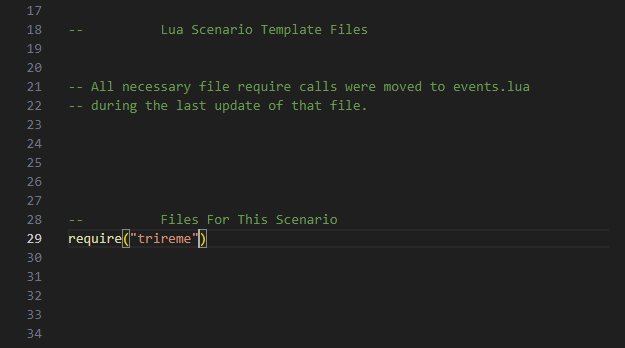 17
18 --          Lua Scenario Template Files
19
20
21 -- All necessary file require calls were moved to events.lua
22 -- during the last update of that file.
23
24
25
26
27
28 --          Files For This Scenario
29 require("trireme")
30
31
32
33
34